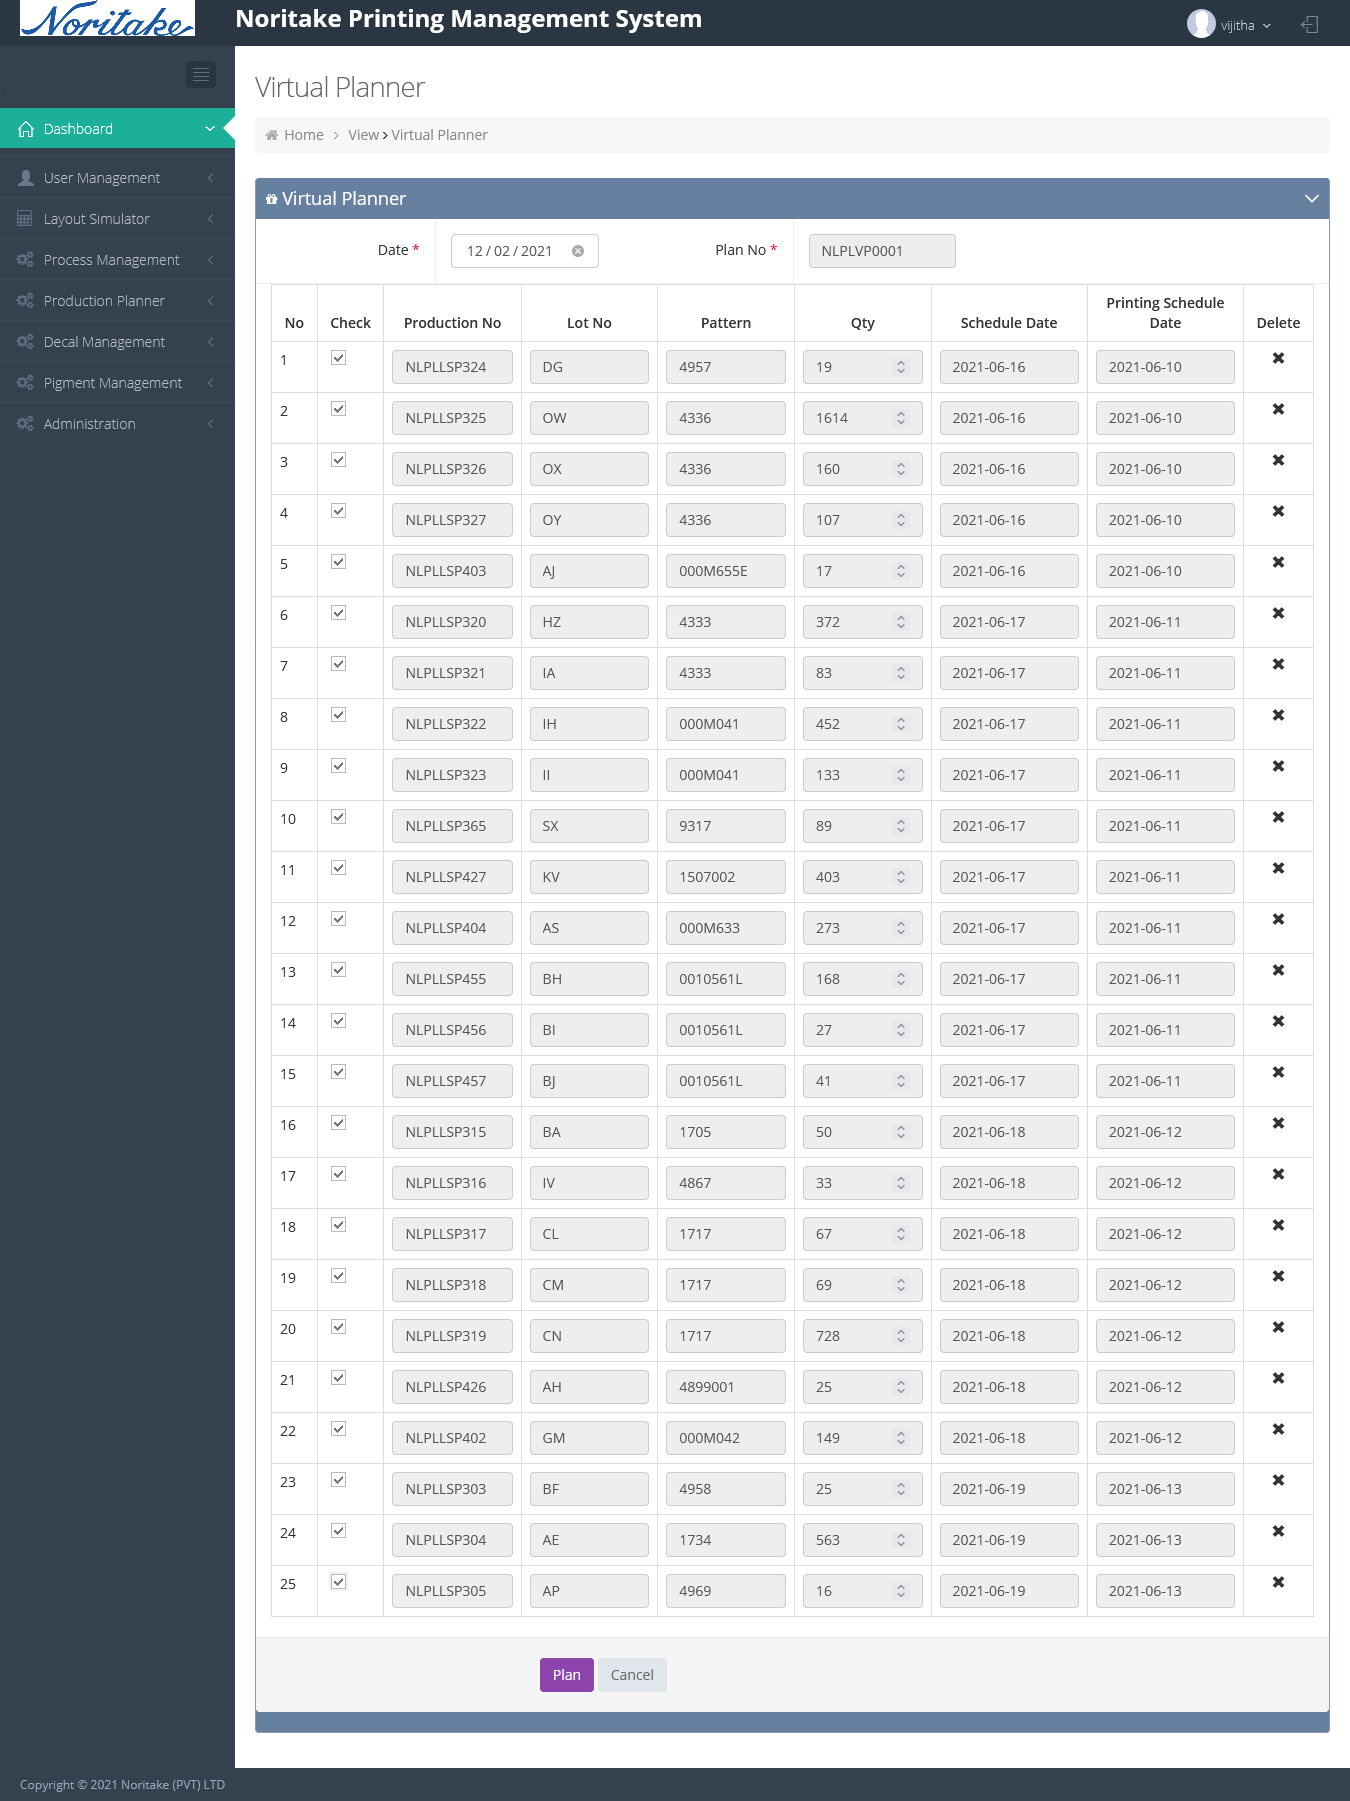 Noritake
Noritake Printing Management System
vijitha
Virtual Planner
Home > View > Virtual Planner
Dashboard
User Management
Layout Simulator
Process Management
Production Planner
Decal Management
Pigment Management
Administration
Virtual Planner
Date * 12 / 02 / 2021 Plan No * NLPLVP0001
No Check Production No Lot No Pattern Qty Schedule Date Printing Schedule Date Delete
1 NLPLLSP324 DG 4957 19 2021-06-16 2021-06-10
2 NLPLLSP325 OW 4336 1614 2021-06-16 2021-06-10
3 NLPLLSP326 OX 4336 160 2021-06-16 2021-06-10
4 NLPLLSP327 OY 4336 107 2021-06-16 2021-06-10
5 NLPLLSP403 AJ 000M655E 17 2021-06-16 2021-06-10
6 NLPLLSP320 HZ 4333 372 2021-06-17 2021-06-11
7 NLPLLSP321 IA 4333 83 2021-06-17 2021-06-11
8 NLPLLSP322 IH 000M041 452 2021-06-17 2021-06-11
9 NLPLLSP323 II 000M041 133 2021-06-17 2021-06-11
10 NLPLLSP365 SX 9317 89 2021-06-17 2021-06-11
11 NLPLLSP427 KV 1507002 403 2021-06-17 2021-06-11
12 NLPLLSP404 AS 000M633 273 2021-06-17 2021-06-11
13 NLPLLSP455 BH 0010561L 168 2021-06-17 2021-06-11
14 NLPLLSP456 BI 0010561L 27 2021-06-17 2021-06-11
15 NLPLLSP457 BJ 0010561L 41 2021-06-17 2021-06-11
16 NLPLLSP315 BA 1705 50 2021-06-18 2021-06-12
17 NLPLLSP316 IV 4867 33 2021-06-18 2021-06-12
18 NLPLLSP317 CL 1717 67 2021-06-18 2021-06-12
19 NLPLLSP318 CM 1717 69 2021-06-18 2021-06-12
20 NLPLLSP319 CN 1717 728 2021-06-18 2021-06-12
21 NLPLLSP426 AH 4899001 25 2021-06-18 2021-06-12
22 NLPLLSP402 GM 000M042 149 2021-06-18 2021-06-12
23 NLPLLSP303 BF 4958 25 2021-06-19 2021-06-13
24 NLPLLSP304 AE 1734 563 2021-06-19 2021-06-13
25 NLPLLSP305 AP 4969 16 2021-06-19 2021-06-13
Plan Cancel
Copyright © 2021 Noritake (PVT) LTD